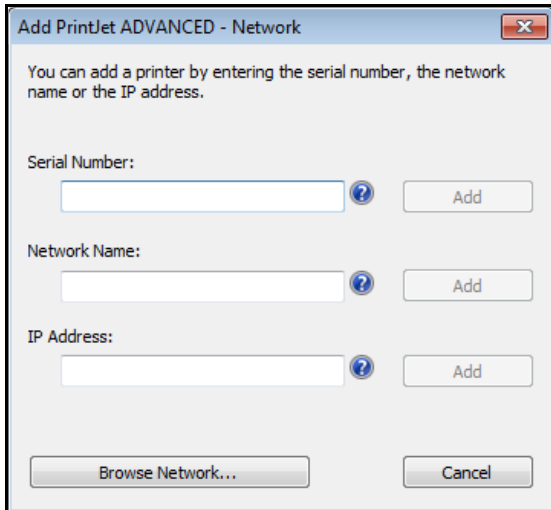 Add PrintJet ADVANCED - Network
You can add a printer by entering the serial number, the network
name or the IP address.
Serial Number:
? Add
Network Name:
? Add
IP Address:
? Add
Browse Network... Cancel